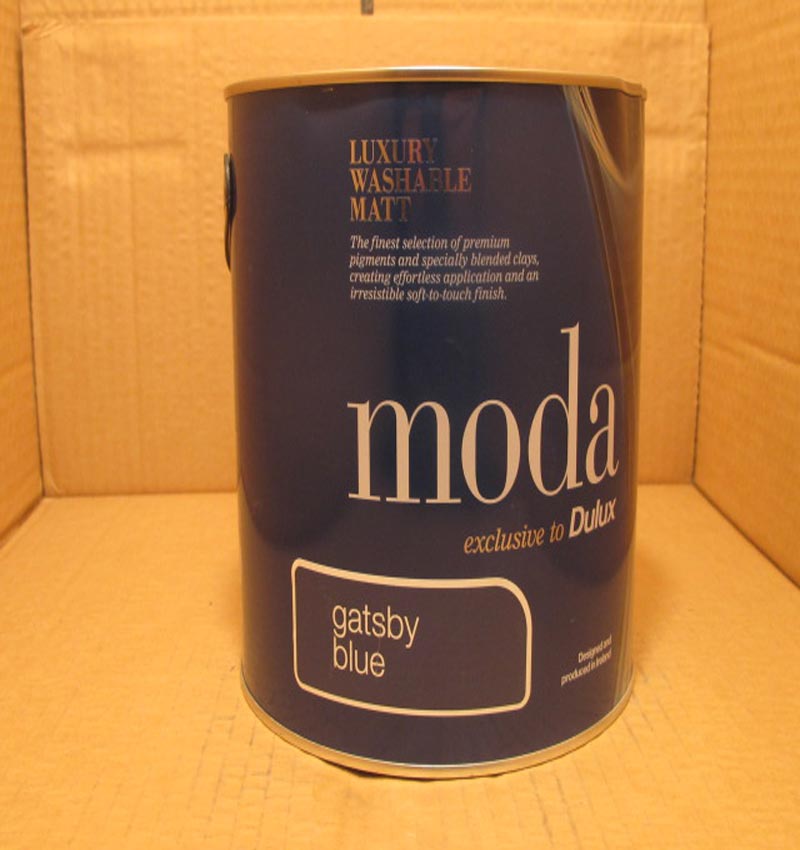 LUXURY
WASHABLE
MATT
The finest selection of premium
pigments and specially blended clays,
creating effortless application and an
irresistible soft-to-touch finish.
moda
exclusive to Dulux
gatsby
blue
Designed and
produced in Ireland